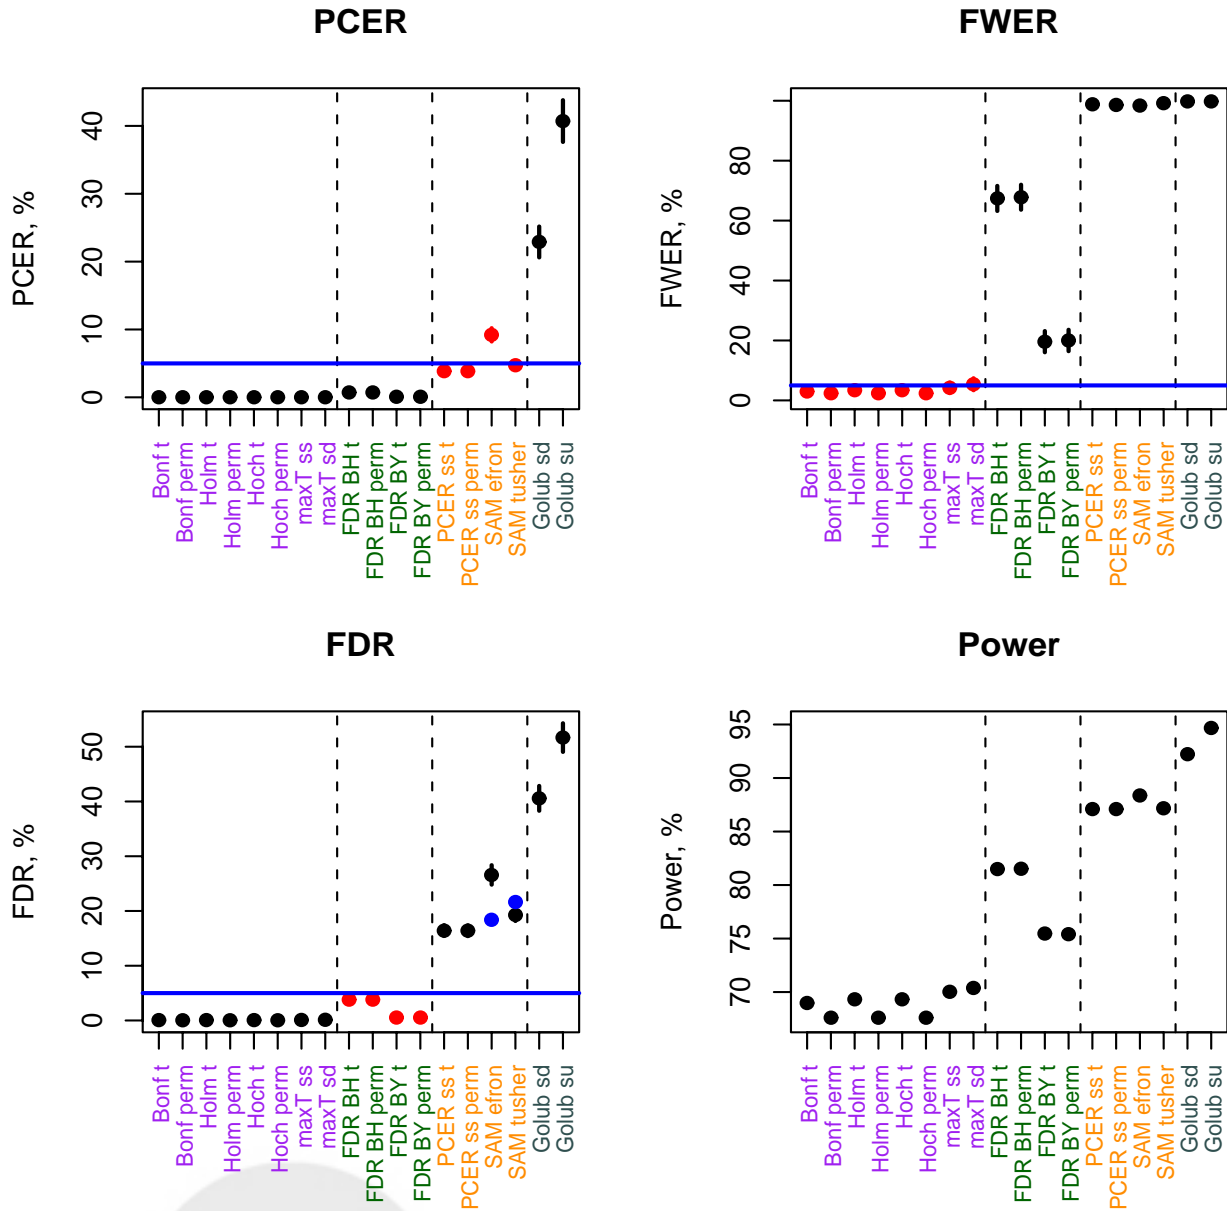 PCER
PCER, %
0
10
20
30
40
Bonf t
Bonf perm
Holm t
Holm perm
Hoch t
Hoch perm
maxT ss
maxT sd
FDR BH t
FDR BH perm
FDR BY t
FDR BY perm
PCER ss t
PCER ss perm
SAM efron
SAM tusher
Golub sd
Golub su
FWER
FWER, %
0
20
40
60
80
Bonf t
Bonf perm
Holm t
Holm perm
Hoch t
Hoch perm
maxT ss
maxT sd
FDR BH t
FDR BH perm
FDR BY t
FDR BY perm
PCER ss t
PCER ss perm
SAM efron
SAM tusher
Golub sd
Golub su
FDR
FDR, %
0
10
20
30
40
50
Bonf t
Bonf perm
Holm t
Holm perm
Hoch t
Hoch perm
maxT ss
maxT sd
FDR BH t
FDR BH perm
FDR BY t
FDR BY perm
PCER ss t
PCER ss perm
SAM efron
SAM tusher
Golub sd
Golub su
Power
Power, %
70
75
80
85
90
95
Bonf t
Bonf perm
Holm t
Holm perm
Hoch t
Hoch perm
maxT ss
maxT sd
FDR BH t
FDR BH perm
FDR BY t
FDR BY perm
PCER ss t
PCER ss perm
SAM efron
SAM tusher
Golub sd
Golub su